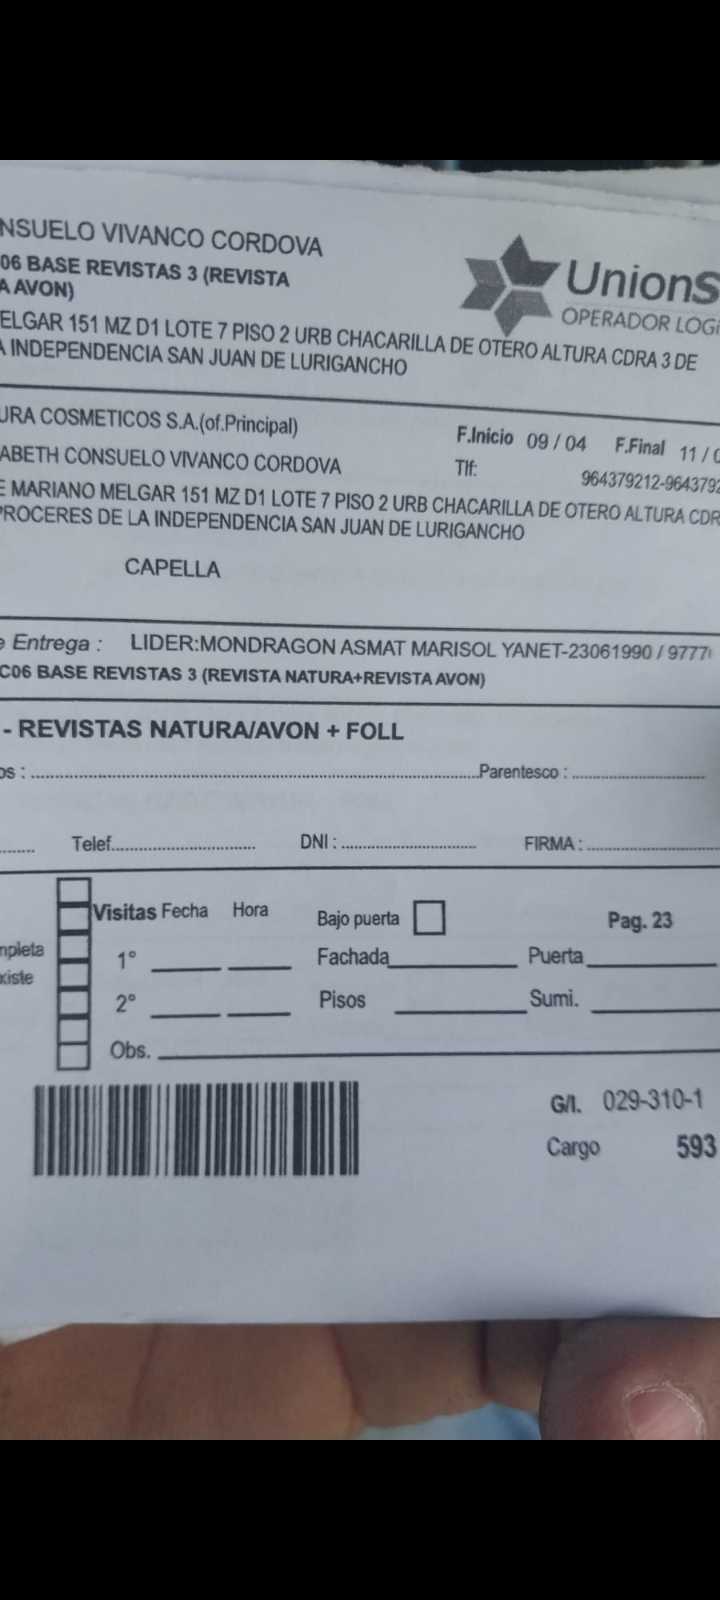 NSUELO VIVANCO CORDOVA
06 BASE REVISTAS 3 (REVISTA
A AVON)
UnionS
OPERADOR LOGI
ELGAR 151 MZ D1 LOTE 7 PISO 2 URB CHACARILLA DE OTERO ALTURA CDRA 3 DE
A INDEPENDENCIA SAN JUAN DE LURIGANCHO
URA COSMETICOS S.A.(of.Principal)
F.Inicio 09 / 04 F.Final 11 / 0
ABETH CONSUELO VIVANCO CORDOVA
Tlf: 964379212-9643792
E MARIANO MELGAR 151 MZ D1 LOTE 7 PISO 2 URB CHACARILLA DE OTERO ALTURA CDR
PROCERES DE LA INDEPENDENCIA SAN JUAN DE LURIGANCHO
CAPELLA
e Entrega : LIDER:MONDRAGON ASMAT MARISOL YANET-23061990 / 9777
C06 BASE REVISTAS 3 (REVISTA NATURA+REVISTA AVON)
- REVISTAS NATURA/AVON + FOLL
os : Parentesco :
Telef. DNI : FIRMA :
Visitas Fecha Hora Bajo puerta Pag. 23
mpleta
xiste
1° Fachada Puerta
2° Pisos Sumi.
Obs.
G/I. 029-310-1
Cargo 593